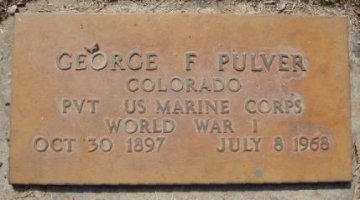 GEORGE F PULVER
COLORADO
PVT US MARINE CORPS
WORLD WAR I
OCT 30 1897 JULY 8 1968